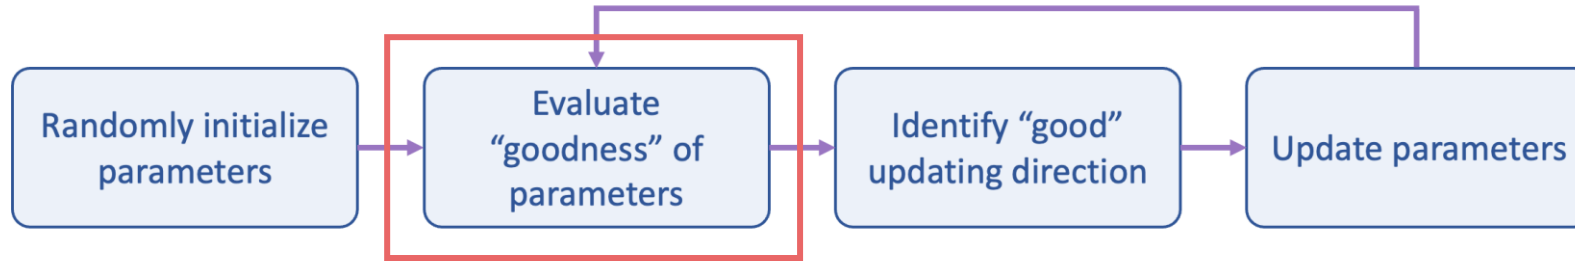 Randomly initialize
parameters
Evaluate
“goodness” of
parameters
Identify “good”
updating direction
Update parameters